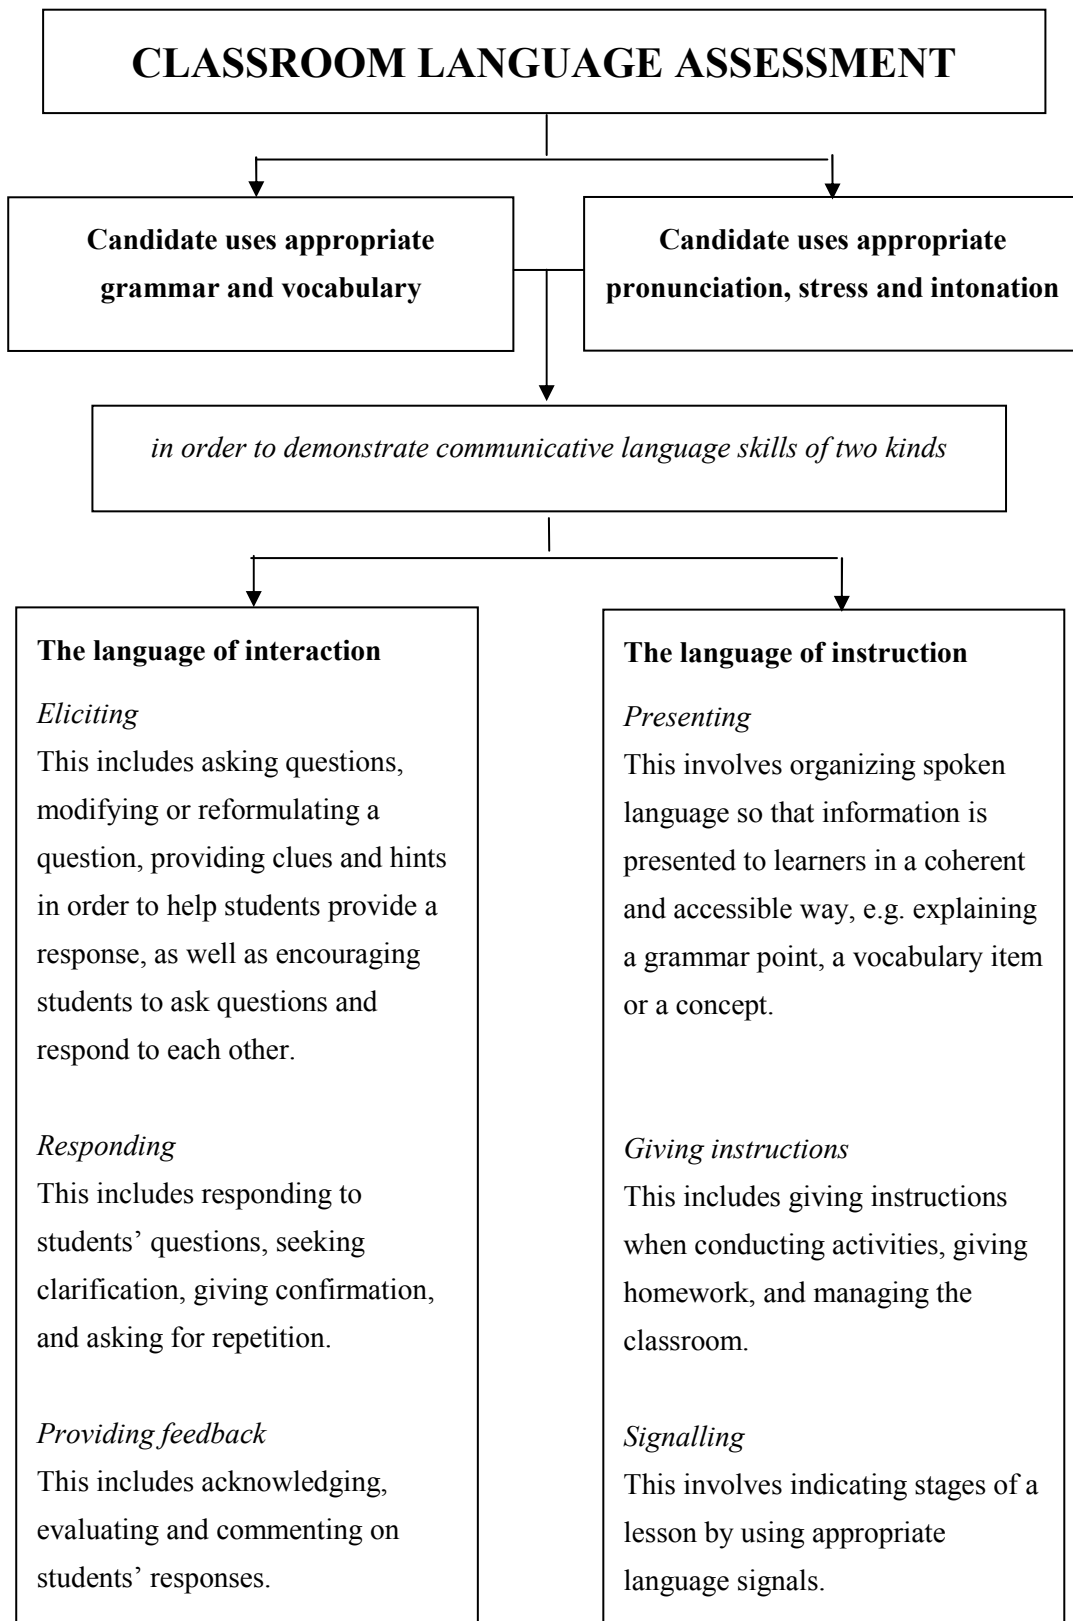 CLASSROOM LANGUAGE ASSESSMENT
Candidate uses appropriate
grammar and vocabulary
Candidate uses appropriate
pronunciation, stress and intonation
in order to demonstrate communicative language skills of two kinds
The language of interaction
Eliciting
This includes asking questions,
modifying or reformulating a
question, providing clues and hints
in order to help students provide a
response, as well as encouraging
students to ask questions and
respond to each other.
Responding
This includes responding to
students’ questions, seeking
clarification, giving confirmation,
and asking for repetition.
Providing feedback
This includes acknowledging,
evaluating and commenting on
students’ responses.
The language of instruction
Presenting
This involves organizing spoken
language so that information is
presented to learners in a coherent
and accessible way, e.g. explaining
a grammar point, a vocabulary item
or a concept.
Giving instructions
This includes giving instructions
when conducting activities, giving
homework, and managing the
classroom.
Signalling
This involves indicating stages of a
lesson by using appropriate
language signals.